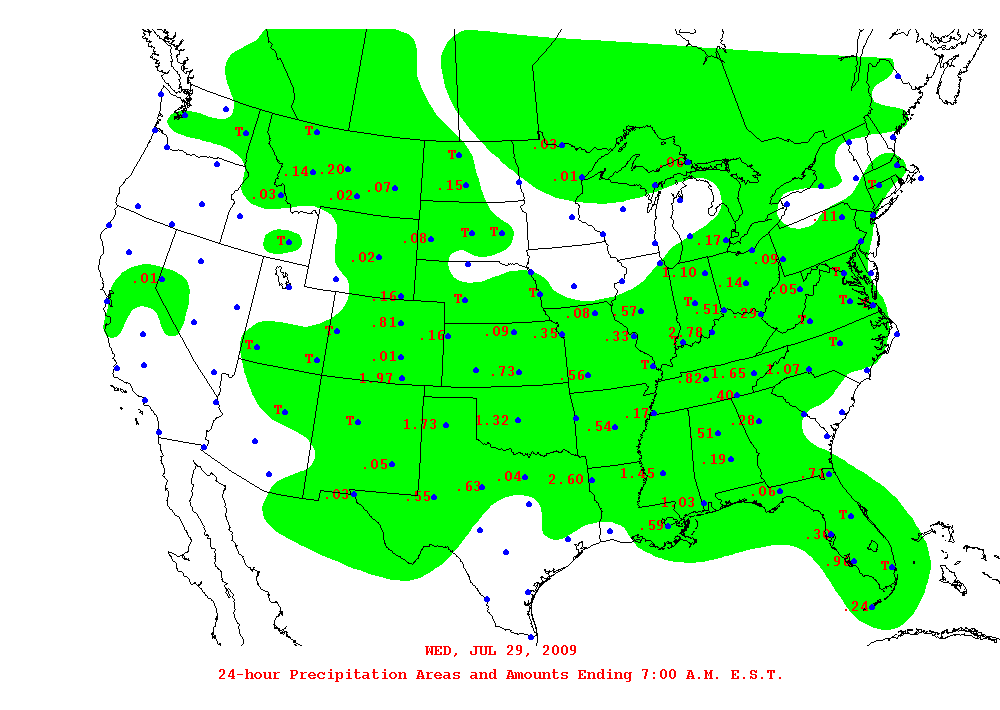 .03
T
T
T
.06
.01
.14 .20
.03 .02 .07
.15
T
.11
.08 T T
.17
T
.02
.09
.01
1.10
T
.14
.05
.16 T T
T
.51
.08 .57
.29
.81
T
T
.16 .09 .35 .33 2.78
T
T
T
.01
T
1.97
.73
.56
.82 1.65 1.07
.40
T
T
1.73 1.32
.54
.17
.28
.51
.05
.19
.03
.55 .63 .04 2.60
1.45
.06
1.03
.59
T
T
.24
WED, JUL 29, 2009
24-hour Precipitation Areas and Amounts Ending 7:00 A.M. E.S.T.